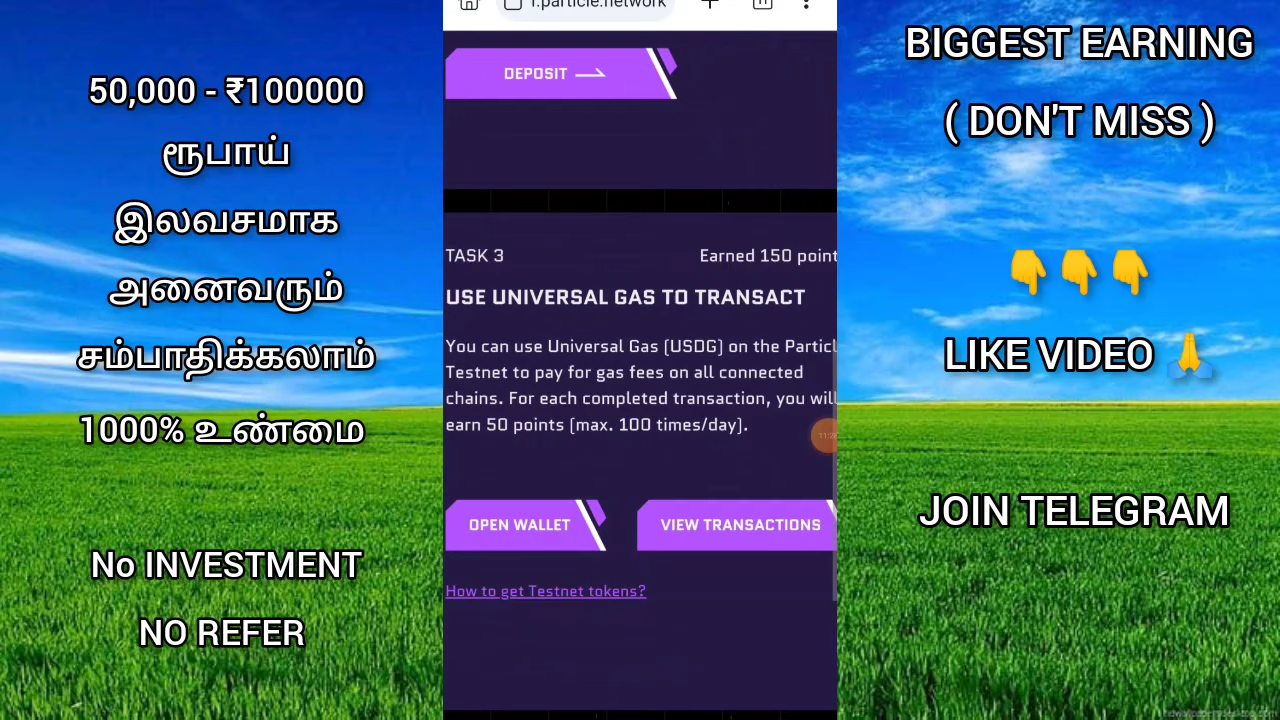 50,000 - ₹100000
ரூபாய்
இலவசமாக
அனைவரும்
சம்பாதிக்கலாம்
1000% உண்மை
No INVESTMENT
NO REFER
particle.network
DEPOSIT
TASK 3
Earned 150 point
USE UNIVERSAL GAS TO TRANSACT
You can use Universal Gas (USDG) on the Particl
Testnet to pay for gas fees on all connected
chains. For each completed transaction, you will
earn 50 points (max. 100 times/day).
OPEN WALLET
VIEW TRANSACTIONS
How to get Testnet tokens?
BIGGEST EARNING
( DON'T MISS )
LIKE VIDEO
JOIN TELEGRAM